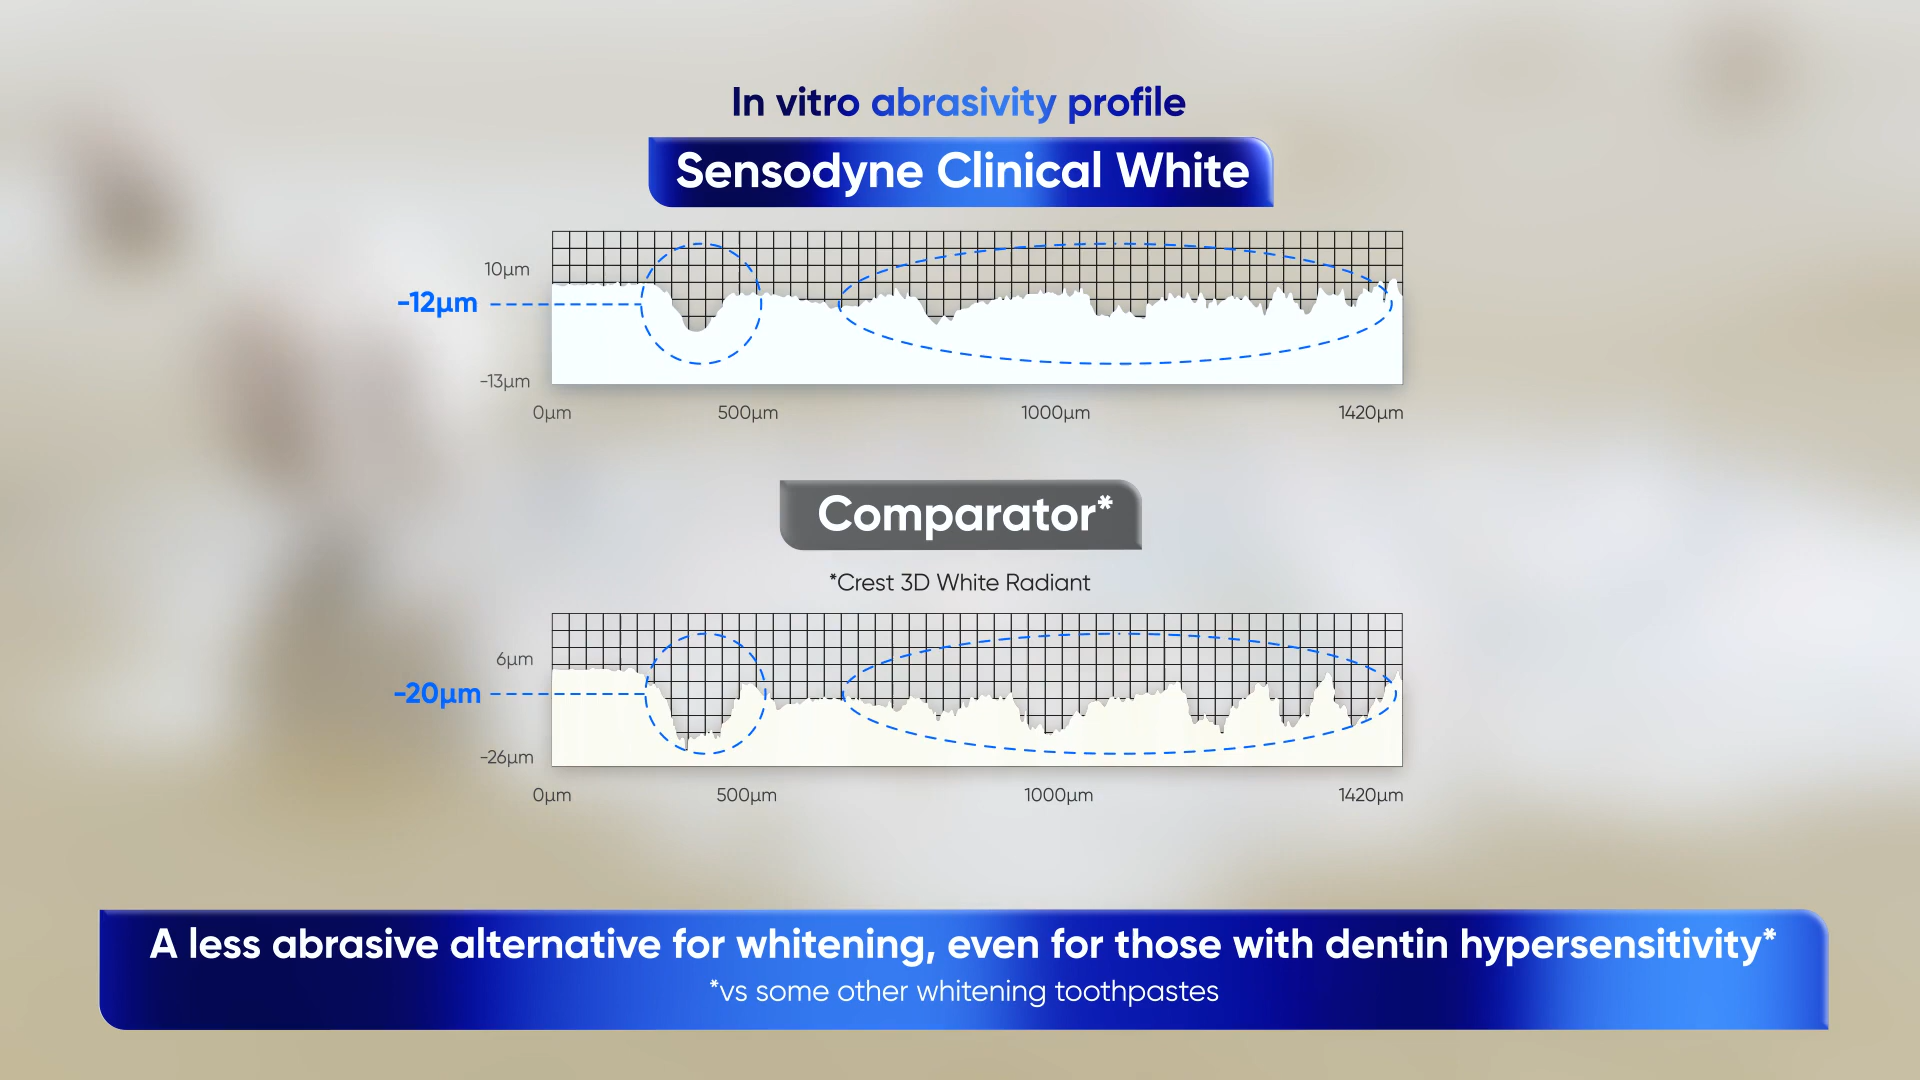 In vitro abrasivity profile
Sensodyne Clinical White
10µm
-12µm
-13µm
0µm 500µm 1000µm 1420µm
Comparator*
*Crest 3D White Radiant
6µm
-20µm
-26µm
0µm 500µm 1000µm 1420µm
A less abrasive alternative for whitening, even for those with dentin hypersensitivity*
*vs some other whitening toothpastes